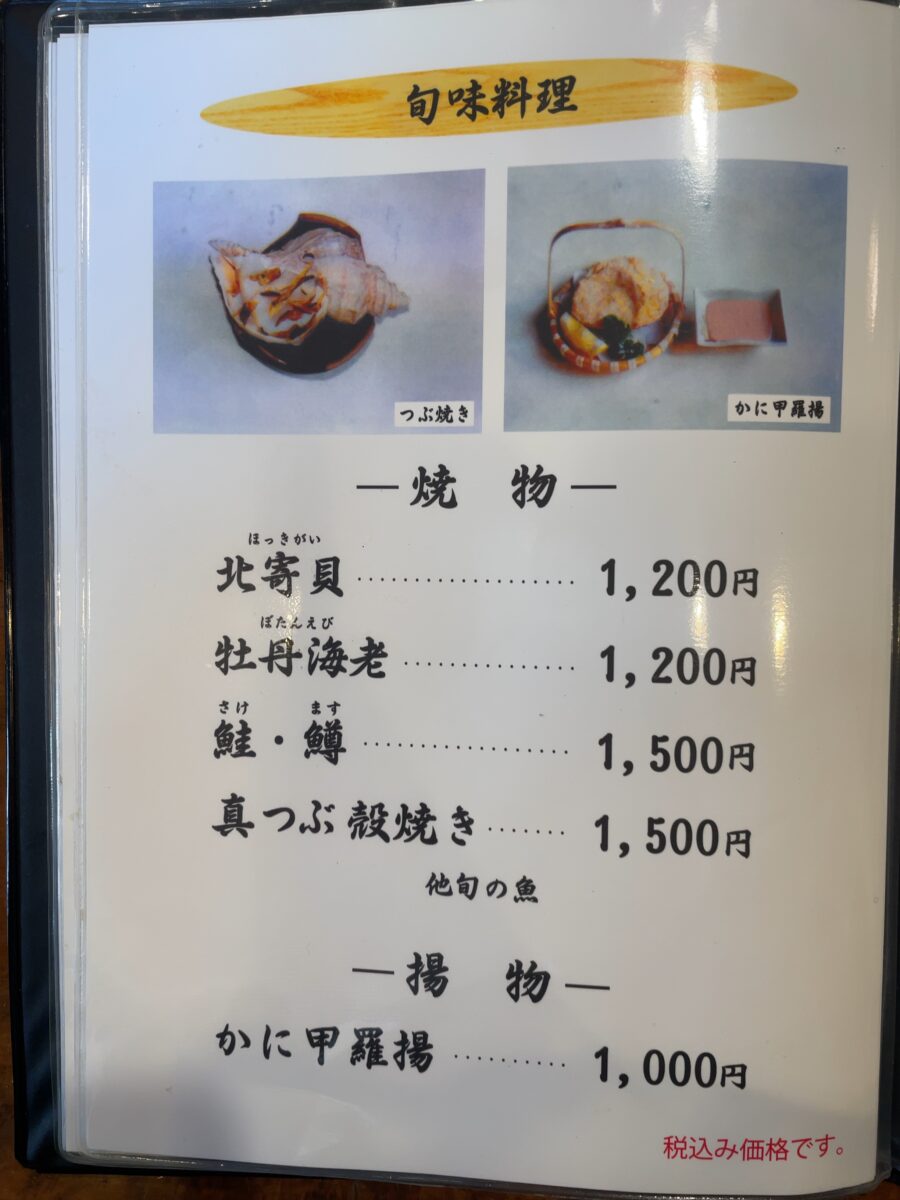 旬味料理
つぶ焼き
かに甲羅揚
―焼 物―
ほっきがい
北寄貝 ………………… 1,200円
ぼたんえび
牡丹海老 ………………… 1,200円
さけ ます
鮭・鱒 ………………… 1,500円
真つぶ殻焼き ……… 1,500円
他旬の魚
―揚 物―
かに甲羅揚 ………… 1,000円
税込み価格です。